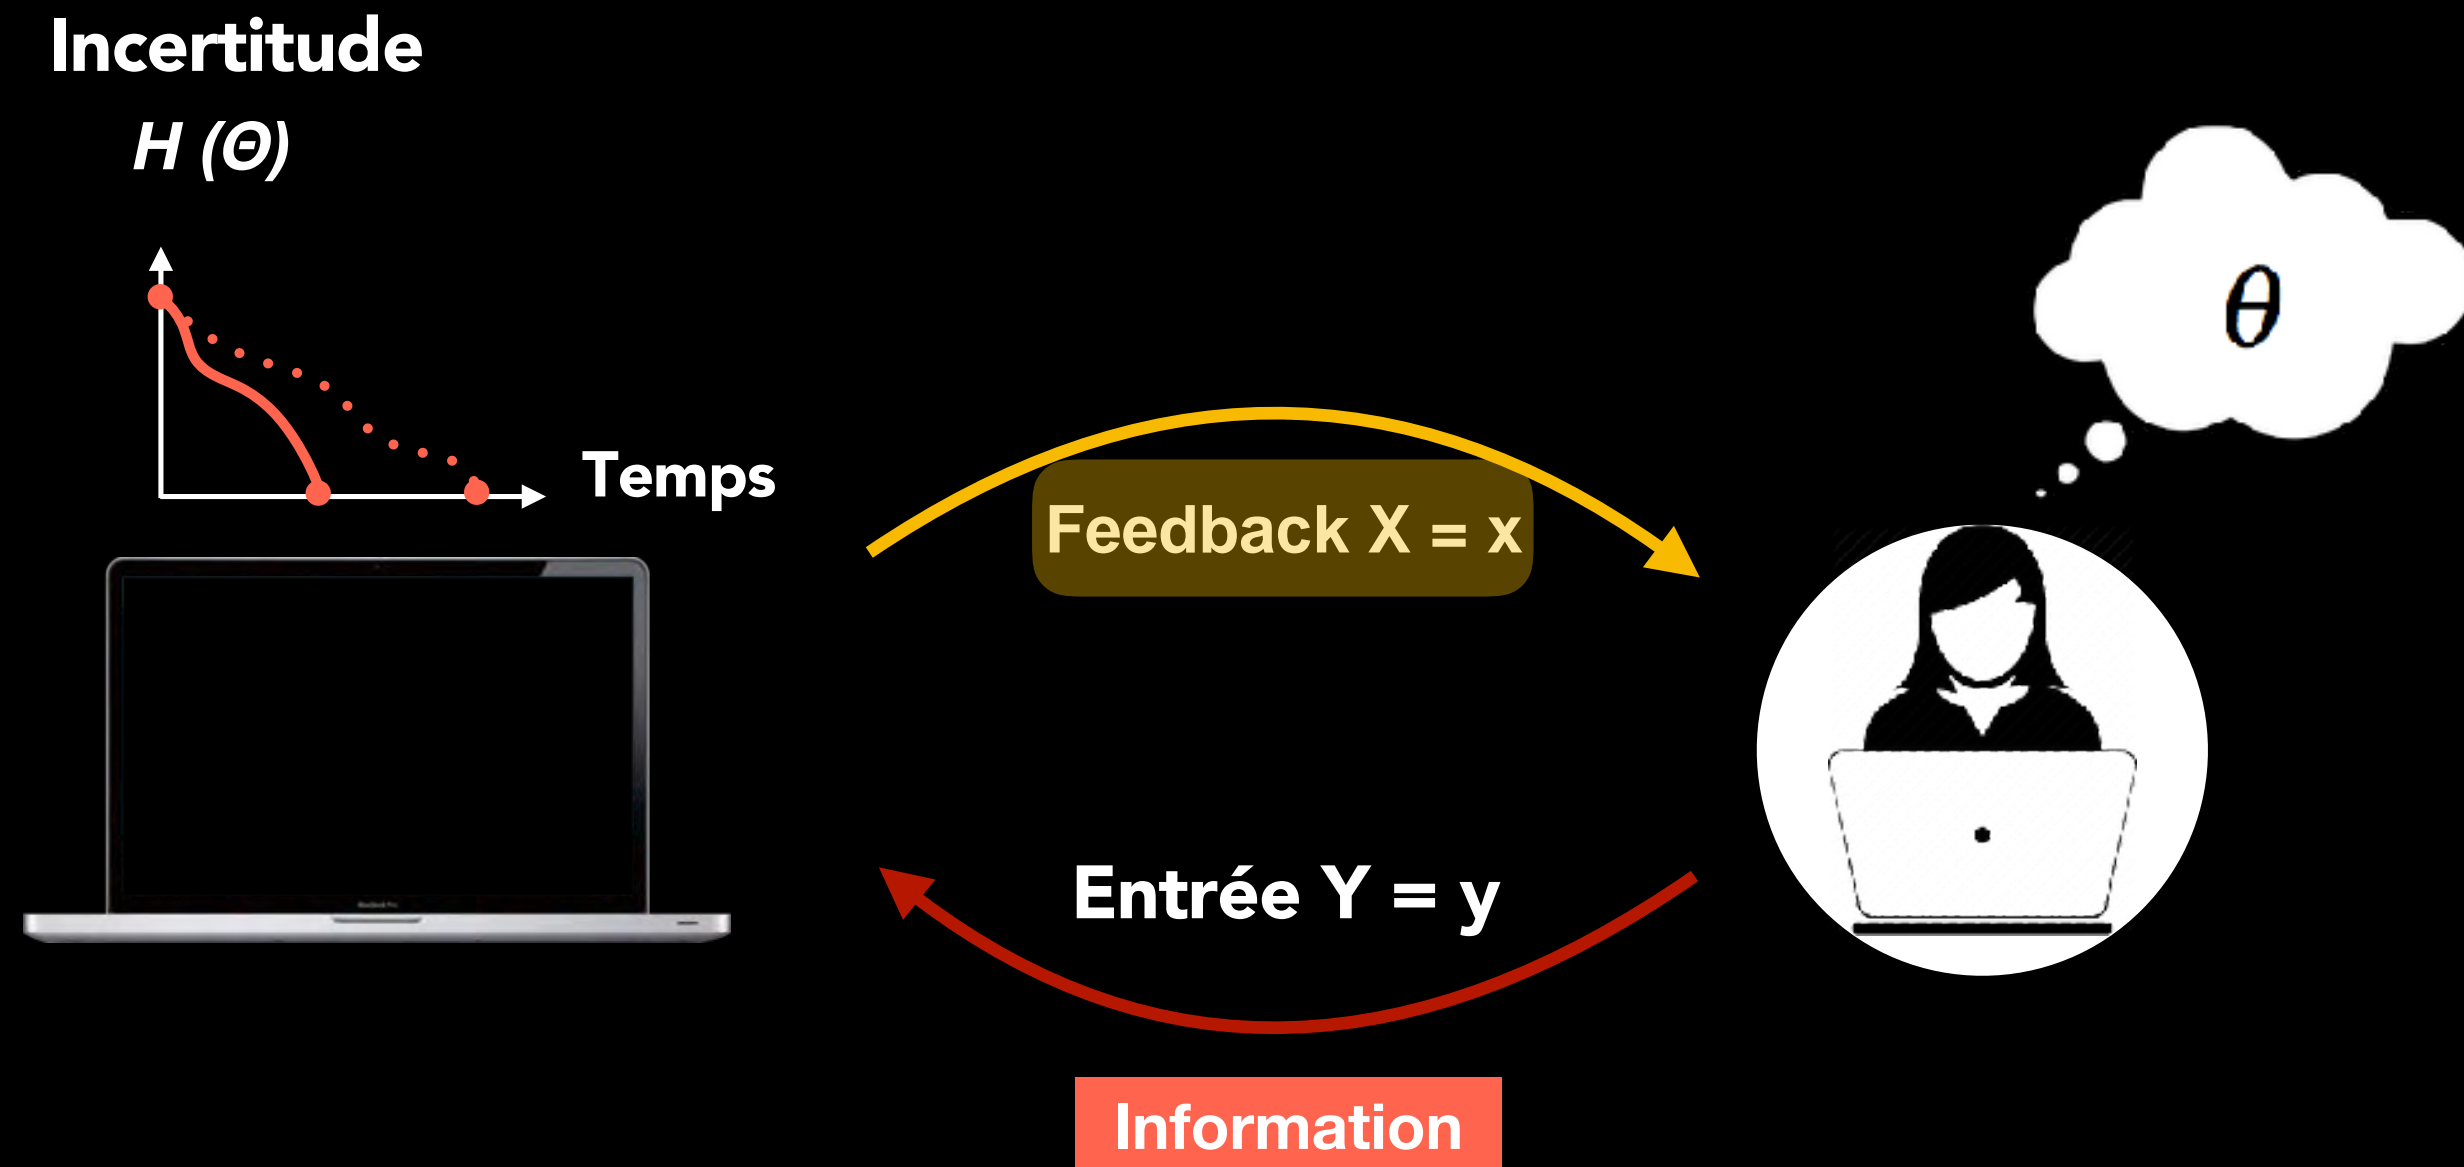 Incertitude
H (Θ)
θ
Temps
Feedback X = x
Entrée Y = y
Information